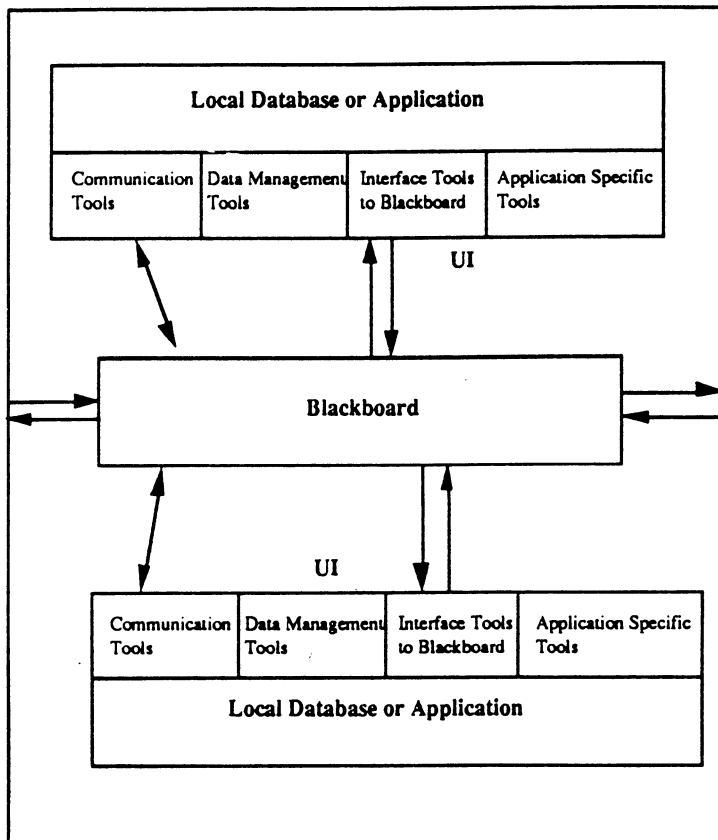 Local Database or Application
Communication
Tools
Data Management
Tools
Interface Tools
to Blackboard
Application Specific
Tools
UI
Blackboard
UI
Communication
Tools
Data Management
Tools
Interface Tools
to Blackboard
Application Specific
Tools
Local Database or Application